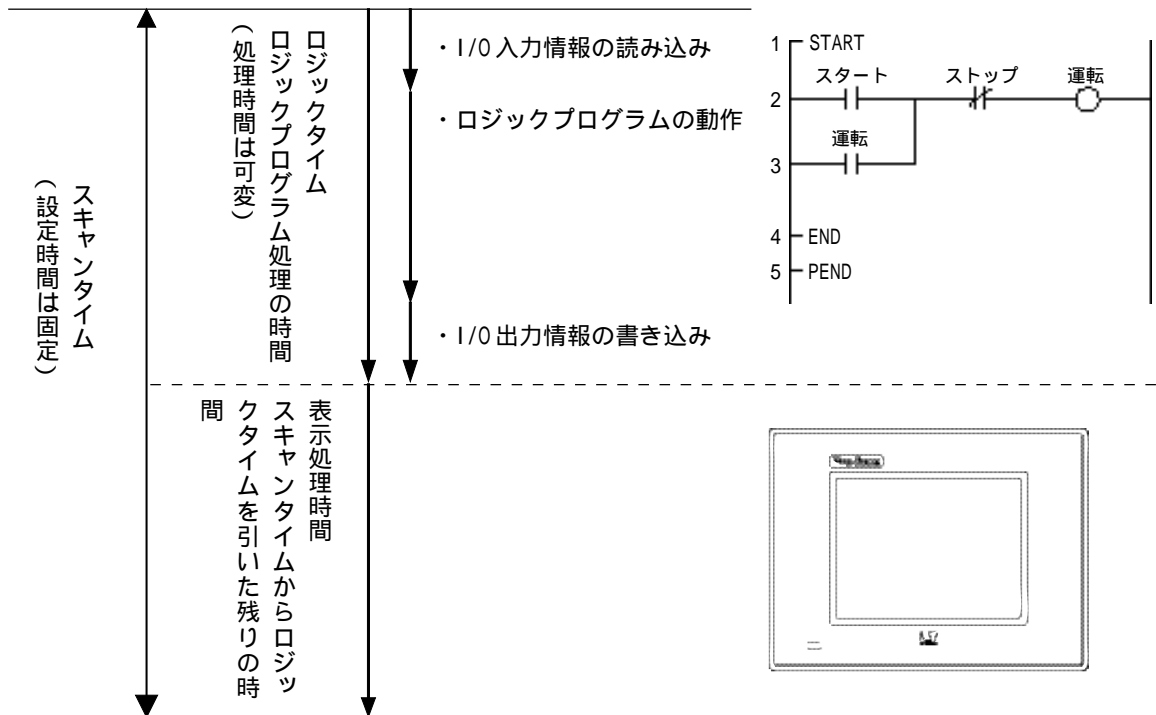 スキャンタイム
（設定時間は固定）
ロジックタイム
ロジックプログラム処理の時間
（処理時間は可変）
・I/O入力情報の読み込み
・ロジックプログラムの動作
・I/O出力情報の書き込み
1 START
スタート ストップ 運転
2
運転
3
4 END
5 PEND
表示処理時間
スキャンタイムからロジッ
クタイムを引いた残りの時
間